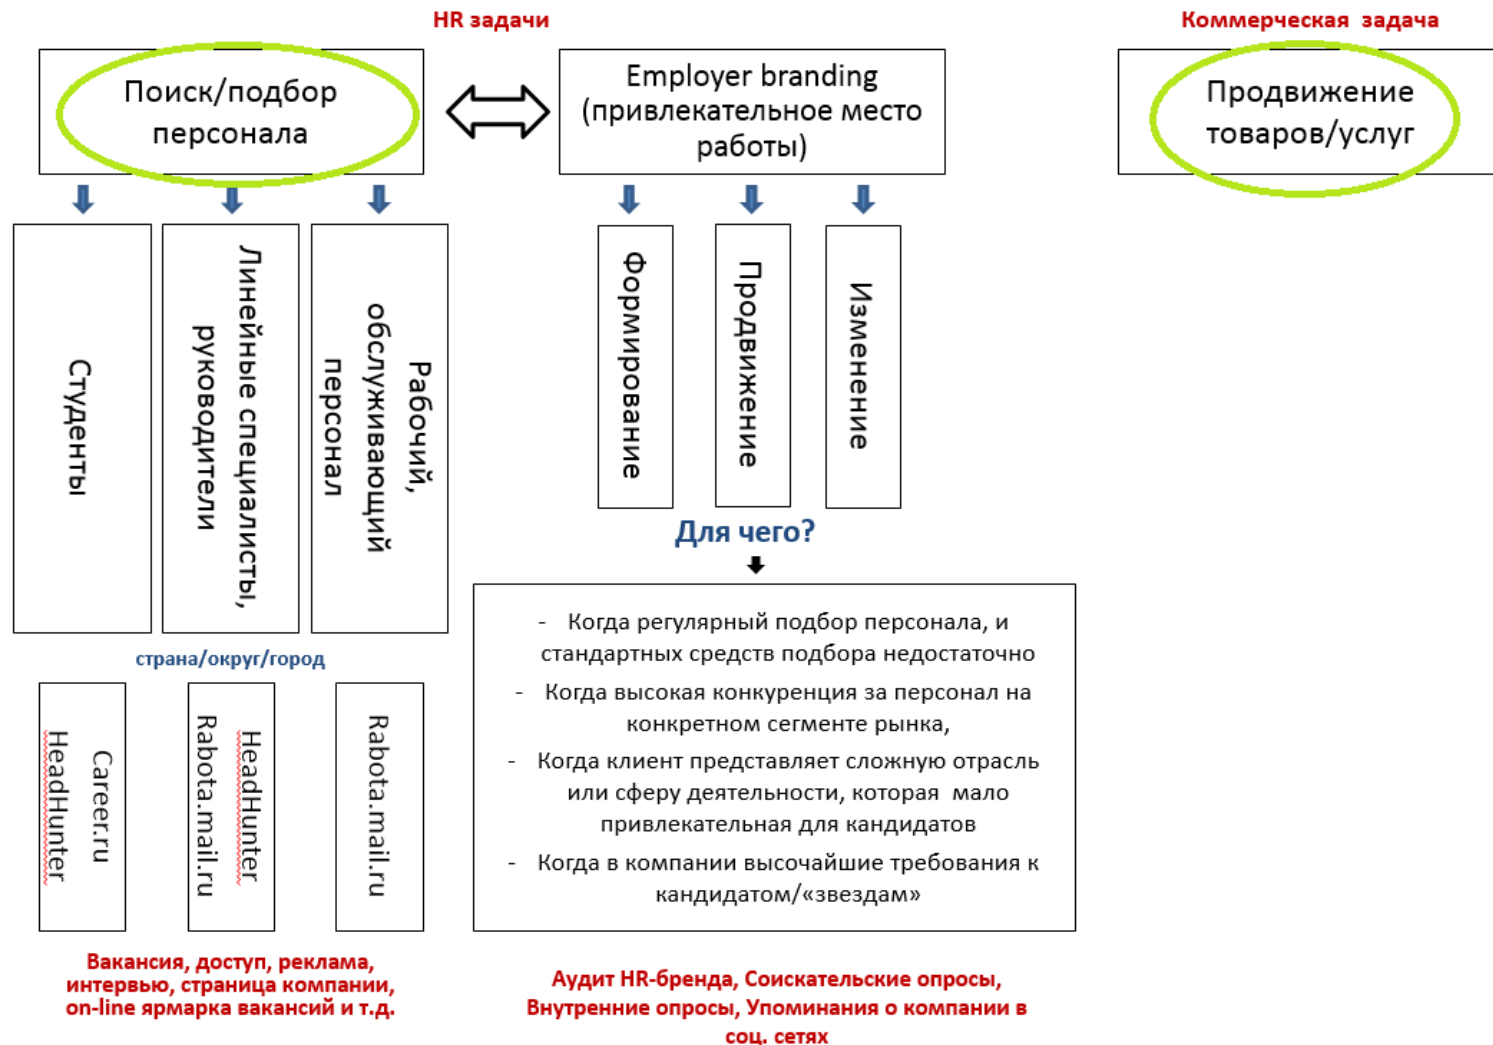 HR задачи
Коммерческая  задача
Поиск/подбор
персонала
Employer branding
(привлекательное место
работы)
Продвижение
товаров/услуг
Студенты
Линейные специалисты,
руководители
Рабочий,
обслуживающий
персонал
Формирование
Продвижение
Изменение
Для чего?
страна/округ/город
Career.ru
HeadHunter
HeadHunter
Rabota.mail.ru
Rabota.mail.ru
- Когда регулярный подбор персонала, и
стандартных средств подбора недостаточно
- Когда высокая конкуренция за персонал на
конкретном сегменте рынка,
- Когда клиент представляет сложную отрасль
или сферу деятельности, которая  мало
привлекательная для кандидатов
- Когда в компании высочайшие требования к
кандидатом/«звездам»
Вакансия, доступ, реклама,
интервью, страница компании,
on-line ярмарка вакансий и т.д.
Аудит HR-бренда, Соискательские опросы,
Внутренние опросы, Упоминания о компании в
соц. сетях